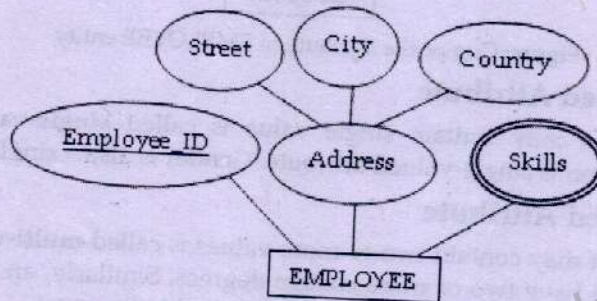 Street
City
Country
Employee_ID
Address
Skills
EMPLOYEE